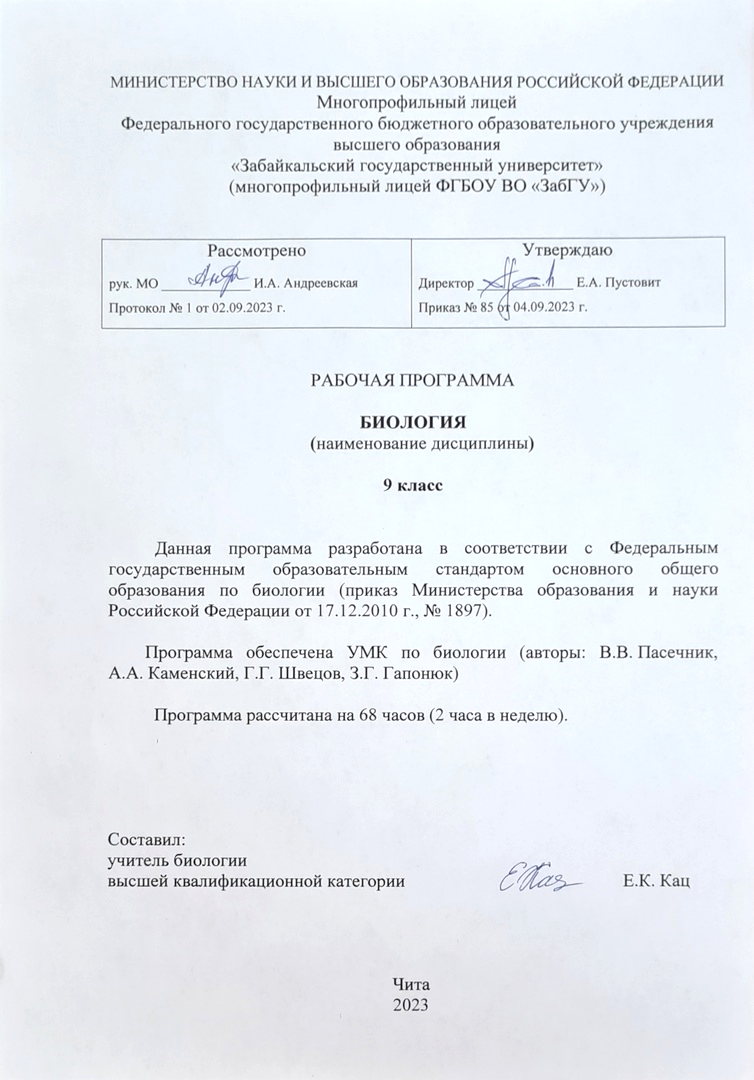 МИНИСТЕРСТВО НАУКИ И ВЫСШЕГО ОБРАЗОВАНИЯ РОССИЙСКОЙ ФЕДЕРАЦИИ
Многопрофильный лицей
Федерального государственного бюджетного образовательного учреждения
высшего образования
«Забайкальский государственный университет»
(многопрофильный лицей ФГБОУ ВО «ЗабГУ»)
Рассмотрено
рук. МО ____________ И.А. Андреевская
Протокол № 1 от 02.09.2023 г.
Утверждаю
Директор ____________ Е.А. Пустовит
Приказ № 85 от 04.09.2023 г.
РАБОЧАЯ ПРОГРАММА
БИОЛОГИЯ
(наименование дисциплины)
9 класс
Данная программа разработана в соответствии с Федеральным
государственным образовательным стандартом основного общего
образования по биологии (приказ Министерства образования и науки
Российской Федерации от 17.12.2010 г., № 1897).
Программа обеспечена УМК по биологии (авторы: В.В. Пасечник,
А.А. Каменский, Г.Г. Швецов, З.Г. Гапонюк)
Программа рассчитана на 68 часов (2 часа в неделю).
Составил:
учитель биологии
высшей квалификационной категории Е.К. Кац
Чита
2023